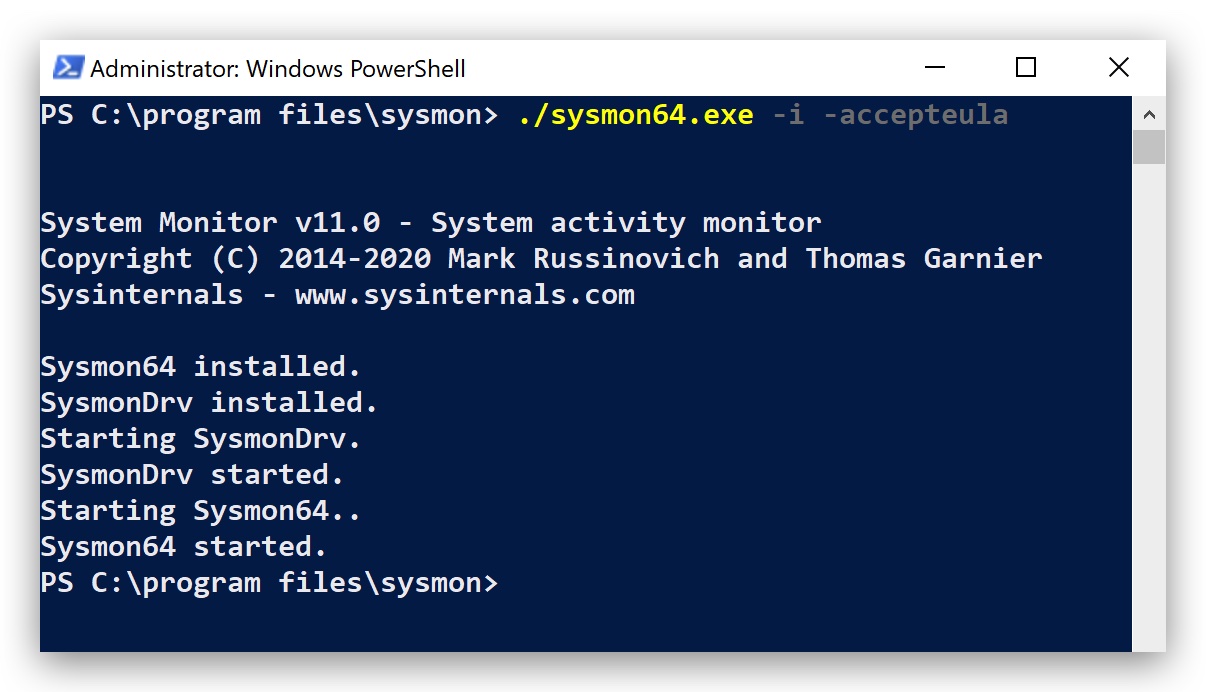 Administrator: Windows PowerShell
PS C:\program files\sysmon> ./sysmon64.exe -i -accepteula
System Monitor v11.0 - System activity monitor
Copyright (C) 2014-2020 Mark Russinovich and Thomas Garnier
Sysinternals - www.sysinternals.com
Sysmon64 installed.
SysmonDrv installed.
Starting SysmonDrv.
SysmonDrv started.
Starting Sysmon64..
Sysmon64 started.
PS C:\program files\sysmon>